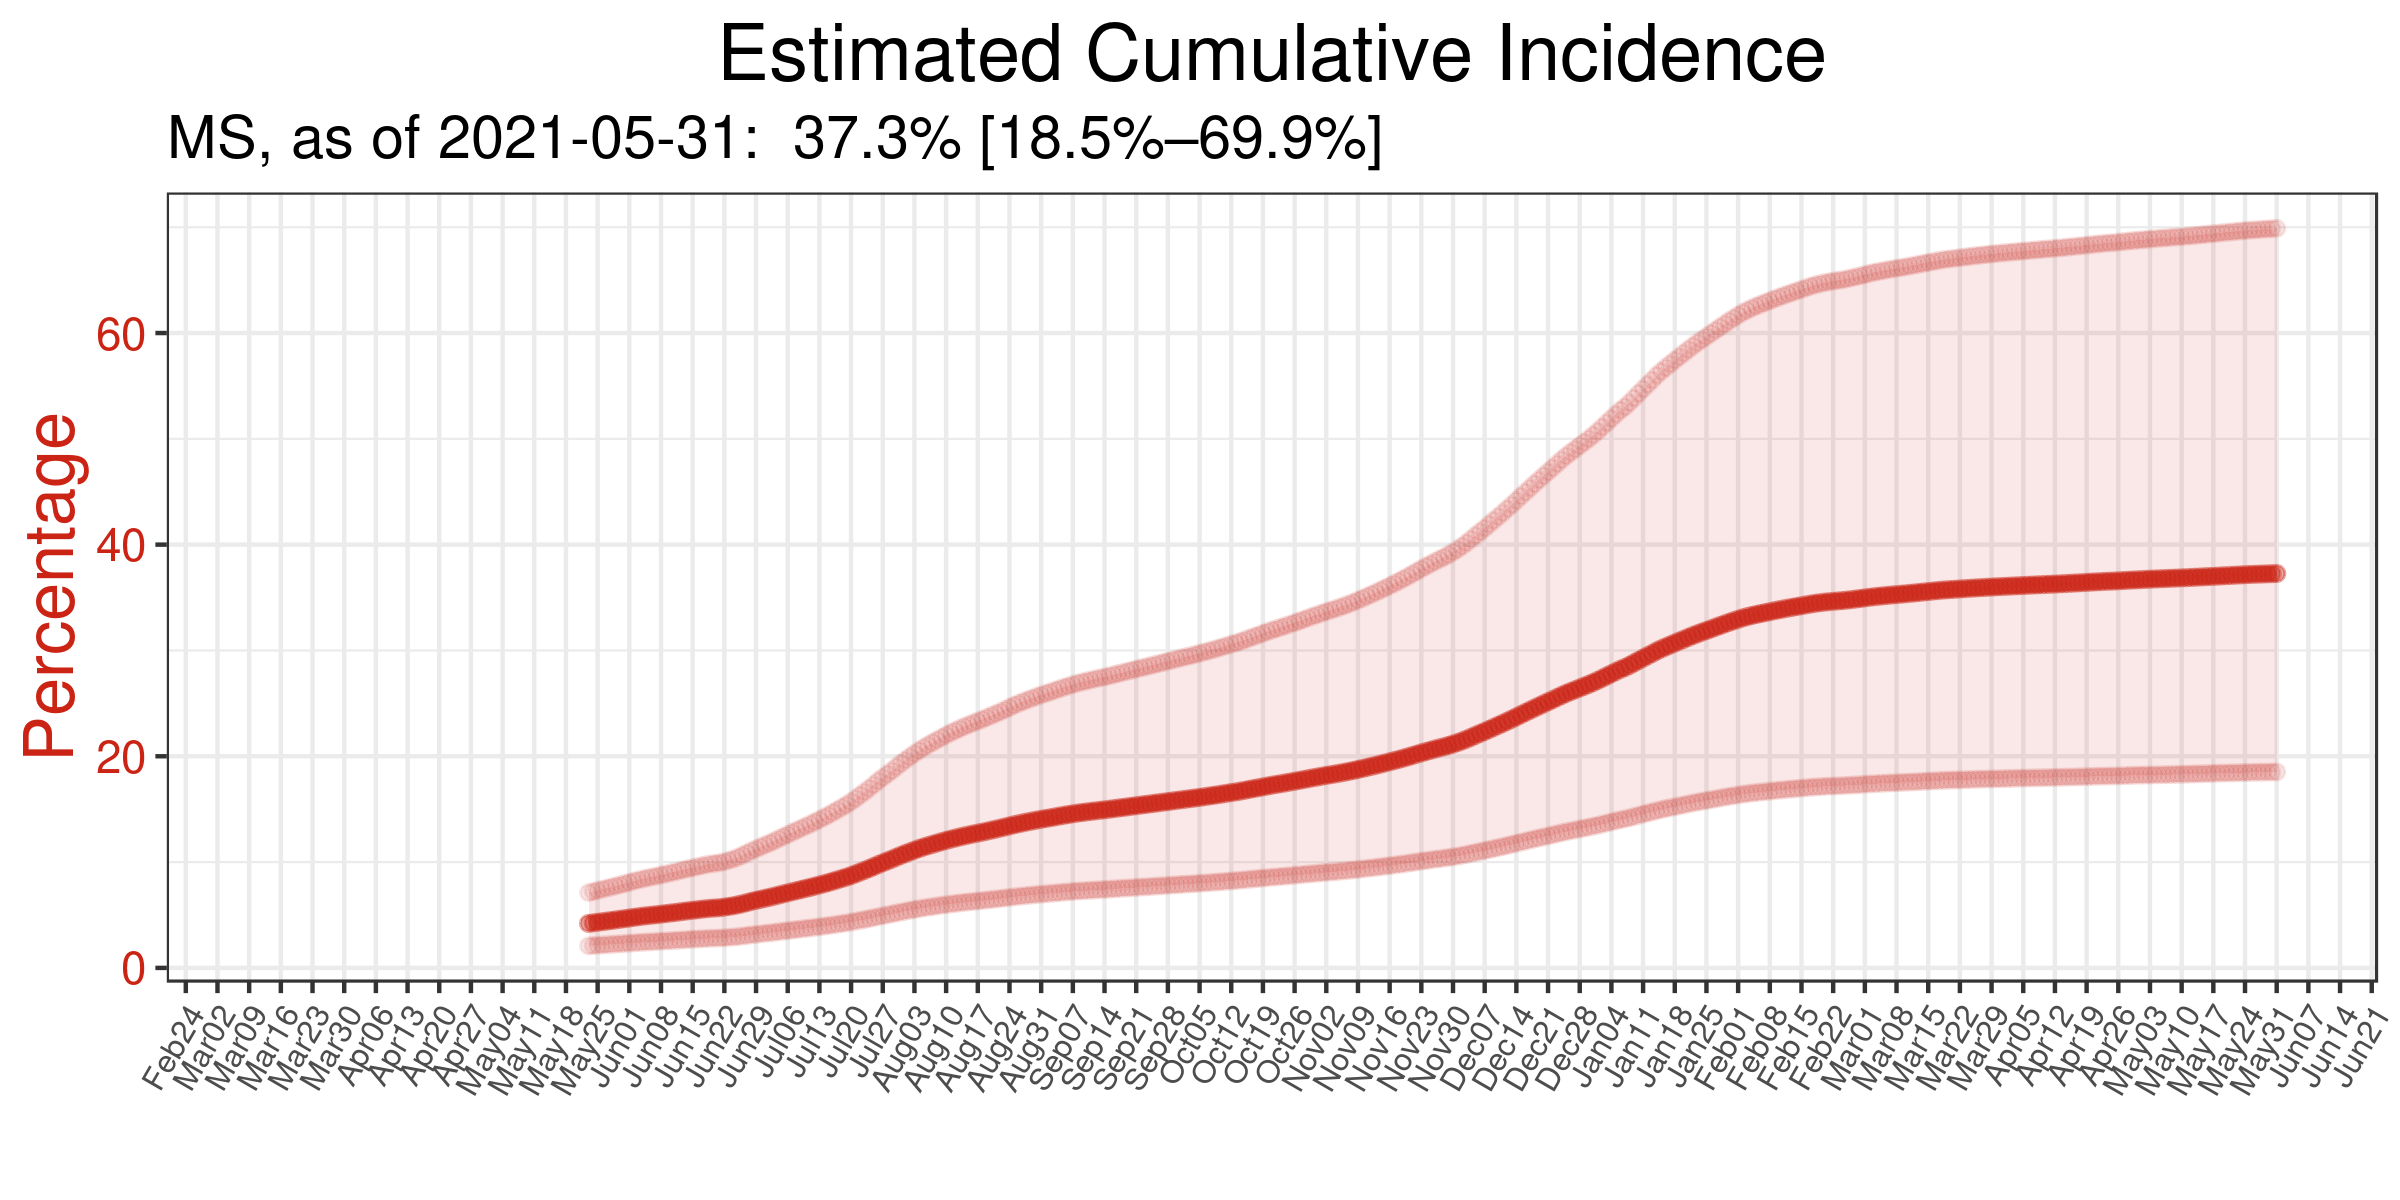 Estimated Cumulative Incidence
MS, as of 2021-05-31: 37.3% [18.5%–69.9%]
Percentage
60
40
20
0
Feb24
Mar02
Mar09
Mar16
Mar23
Mar30
Apr06
Apr13
Apr20
Apr27
May04
May11
May18
May25
Jun01
Jun08
Jun15
Jun22
Jun29
Jul06
Jul13
Jul20
Jul27
Aug03
Aug10
Aug17
Aug24
Aug31
Sep07
Sep14
Sep21
Sep28
Oct05
Oct12
Oct19
Oct26
Nov02
Nov09
Nov16
Nov23
Nov30
Dec07
Dec14
Dec21
Dec28
Jan04
Jan11
Jan18
Jan25
Feb01
Feb08
Feb15
Feb22
Mar01
Mar08
Mar15
Mar22
Mar29
Apr05
Apr12
Apr19
Apr26
May03
May10
May17
May24
May31
Jun07
Jun14
Jun21